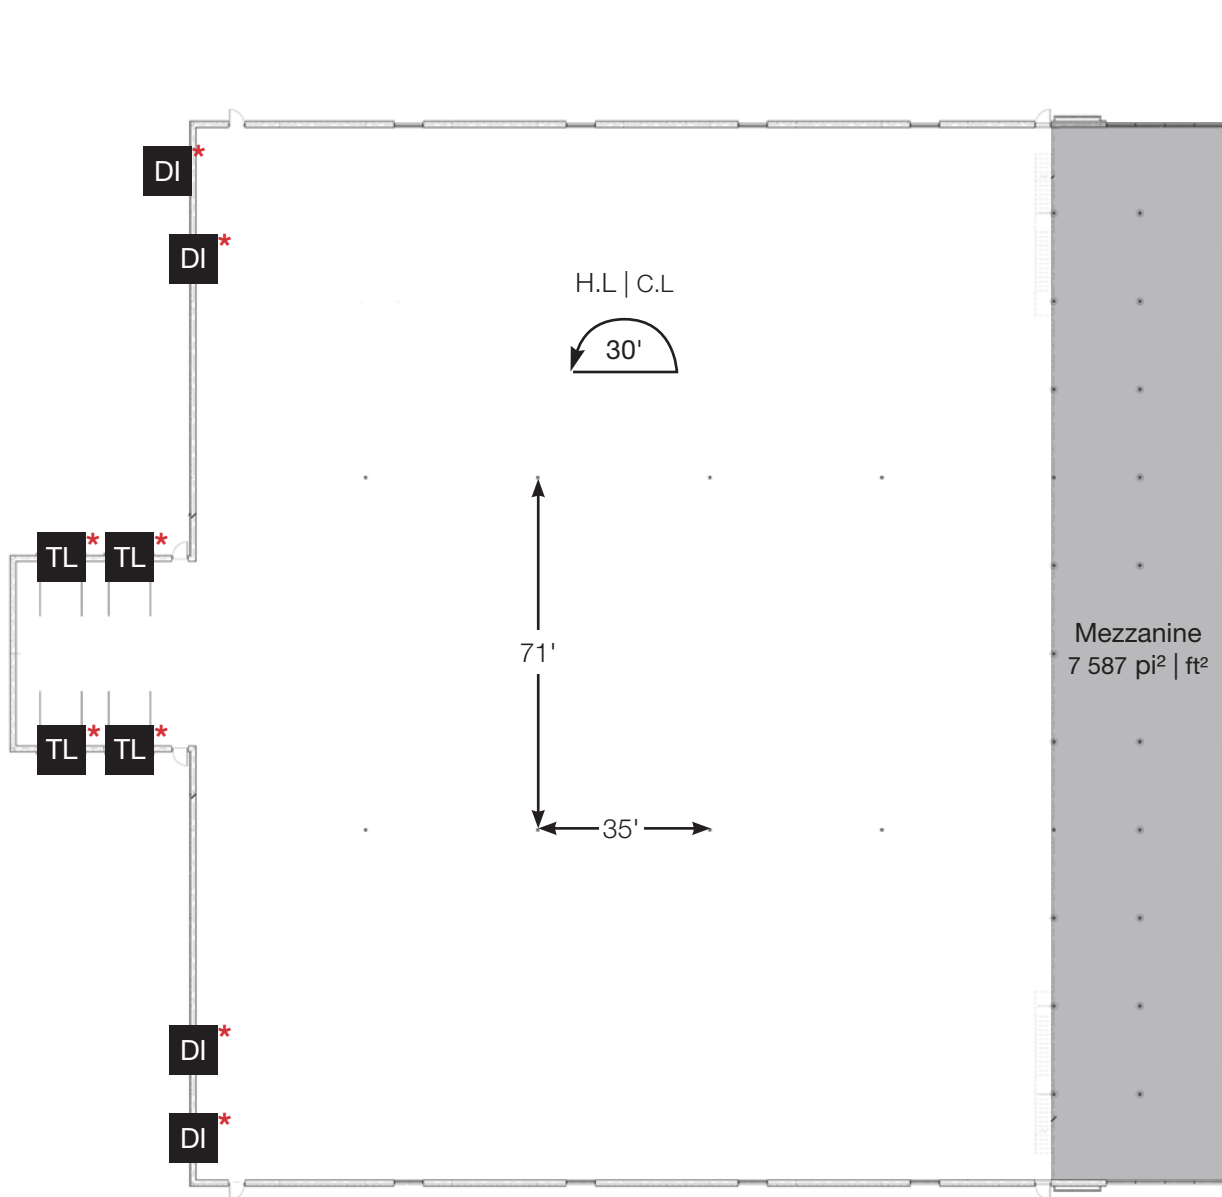 DI*
DI*
H.L | C.L
30'
TL* TL*
71'
Mezzanine
7 587 pi² | ft²
TL* TL*
35'
DI*
DI*